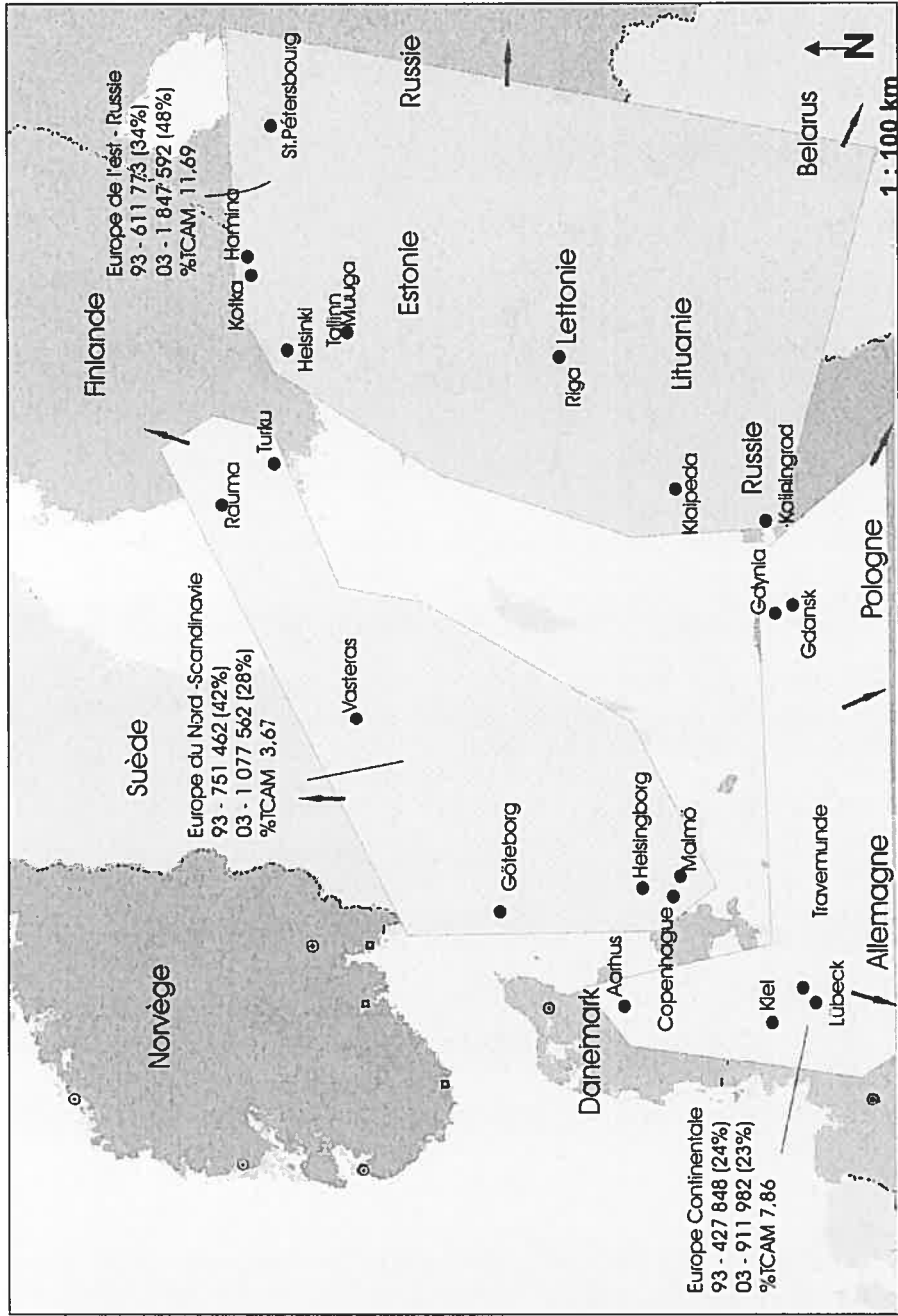 Finlande
Europe de l'est - Russie
93 - 611 773 (34%)
03 - 1 847 592 (48%)
%TCAM 11,69
St.Pétersbourg
Russie
Kotka
Hamina
Helsinki
Tallinn
Muuga
Estonie
Riga
Lettonie
Lituanie
Klaipeda
Russie
Kaliningrad
Belarus
N
1 : 100 km
Rauma
Turku
Suède
Europe du Nord -Scandinavie
93 - 751 462 (42%)
03 - 1 077 562 (28%)
%TCAM 3,67
Vasteras
Göteborg
Helsingborg
Malmö
Copenhague
Gdynia
Gdansk
Pologne
Norvège
Danemark
Aarhus
Kiel
Travemunde
Lübeck
Allemagne
Europe Continentale
93 - 427 848 (24%)
03 - 911 982 (23%)
%TCAM 7,86